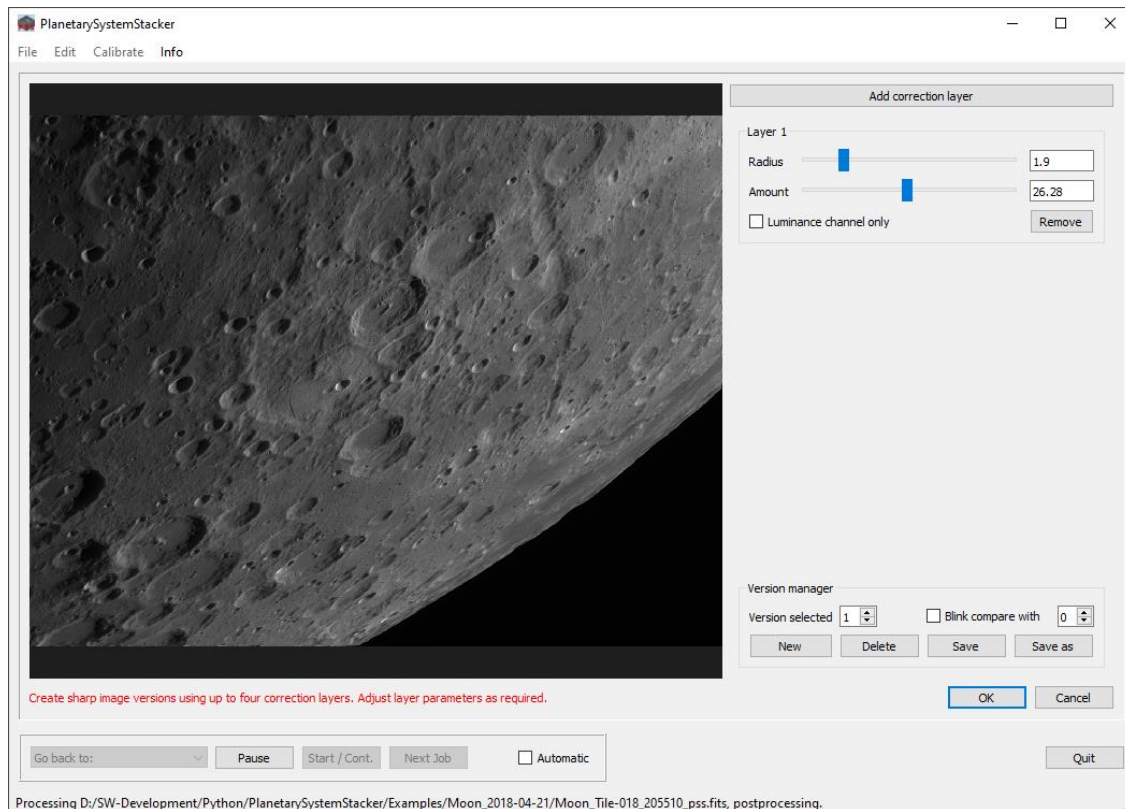 PlanetarySystemStacker
File Edit Calibrate Info
Add correction layer
Layer 1
Radius 1.9
Amount 26.28
Luminance channel only Remove
Version manager
Version selected 1 Blink compare with 0
New Delete Save Save as
Create sharp image versions using up to four correction layers. Adjust layer parameters as required.
OK Cancel
Go back to: Pause Start / Cont. Next Job Automatic Quit
Processing D:/SW-Development/Python/PlanetarySystemStacker/Examples/Moon_2018-04-21/Moon_Tile-018_205510_pss.fits, postprocessing.